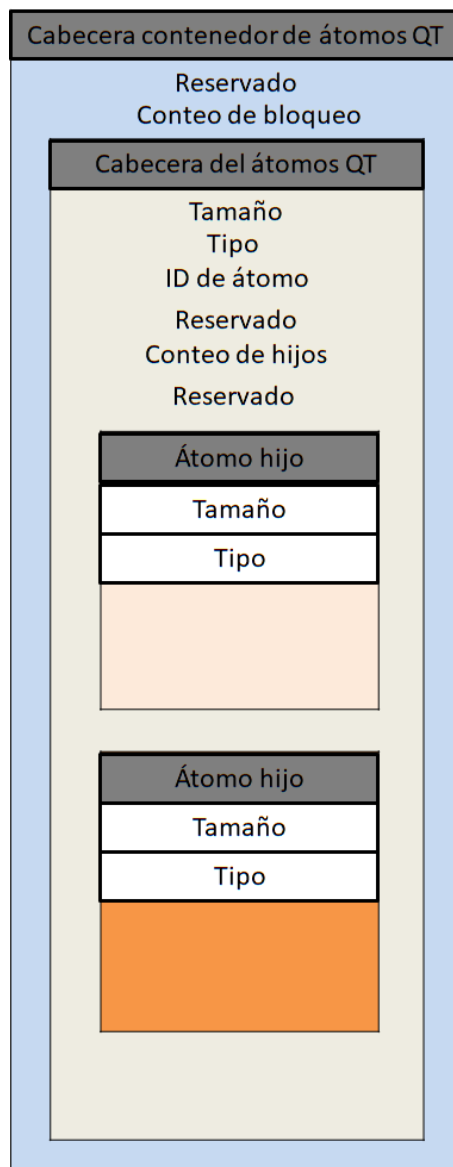 Cabecera contenedor de átomos QT
Reservado
Conteo de bloqueo
Cabecera del átomos QT
Tamaño
Tipo
ID de átomo
Reservado
Conteo de hijos
Reservado
Átomo hijo
Tamaño
Tipo
Átomo hijo
Tamaño
Tipo